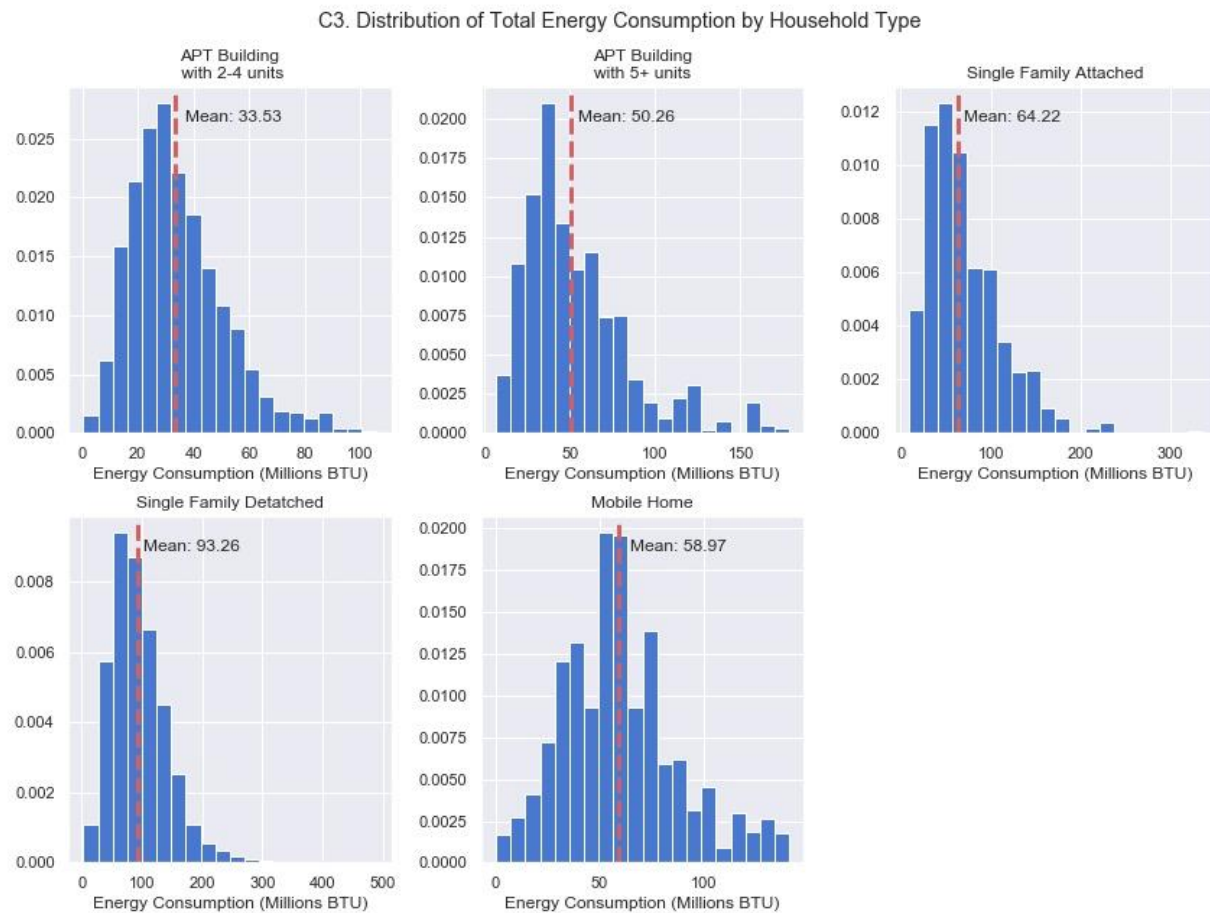 C3. Distribution of Total Energy Consumption by Household Type
APT Building
with 2-4 units
Mean: 33.53
0.025
0.020
0.015
0.010
0.005
0.000
0 20 40 60 80 100
Energy Consumption (Millions BTU)
APT Building
with 5+ units
Mean: 50.26
0.0200
0.0175
0.0150
0.0125
0.0100
0.0075
0.0050
0.0025
0.0000
0 50 100 150
Energy Consumption (Millions BTU)
Single Family Attached
Mean: 64.22
0.012
0.010
0.008
0.006
0.004
0.002
0.000
0 100 200 300
Energy Consumption (Millions BTU)
Single Family Detatched
Mean: 93.26
0.008
0.006
0.004
0.002
0.000
0 100 200 300 400 500
Energy Consumption (Millions BTU)
Mobile Home
Mean: 58.97
0.0200
0.0175
0.0150
0.0125
0.0100
0.0075
0.0050
0.0025
0.0000
0 50 100
Energy Consumption (Millions BTU)